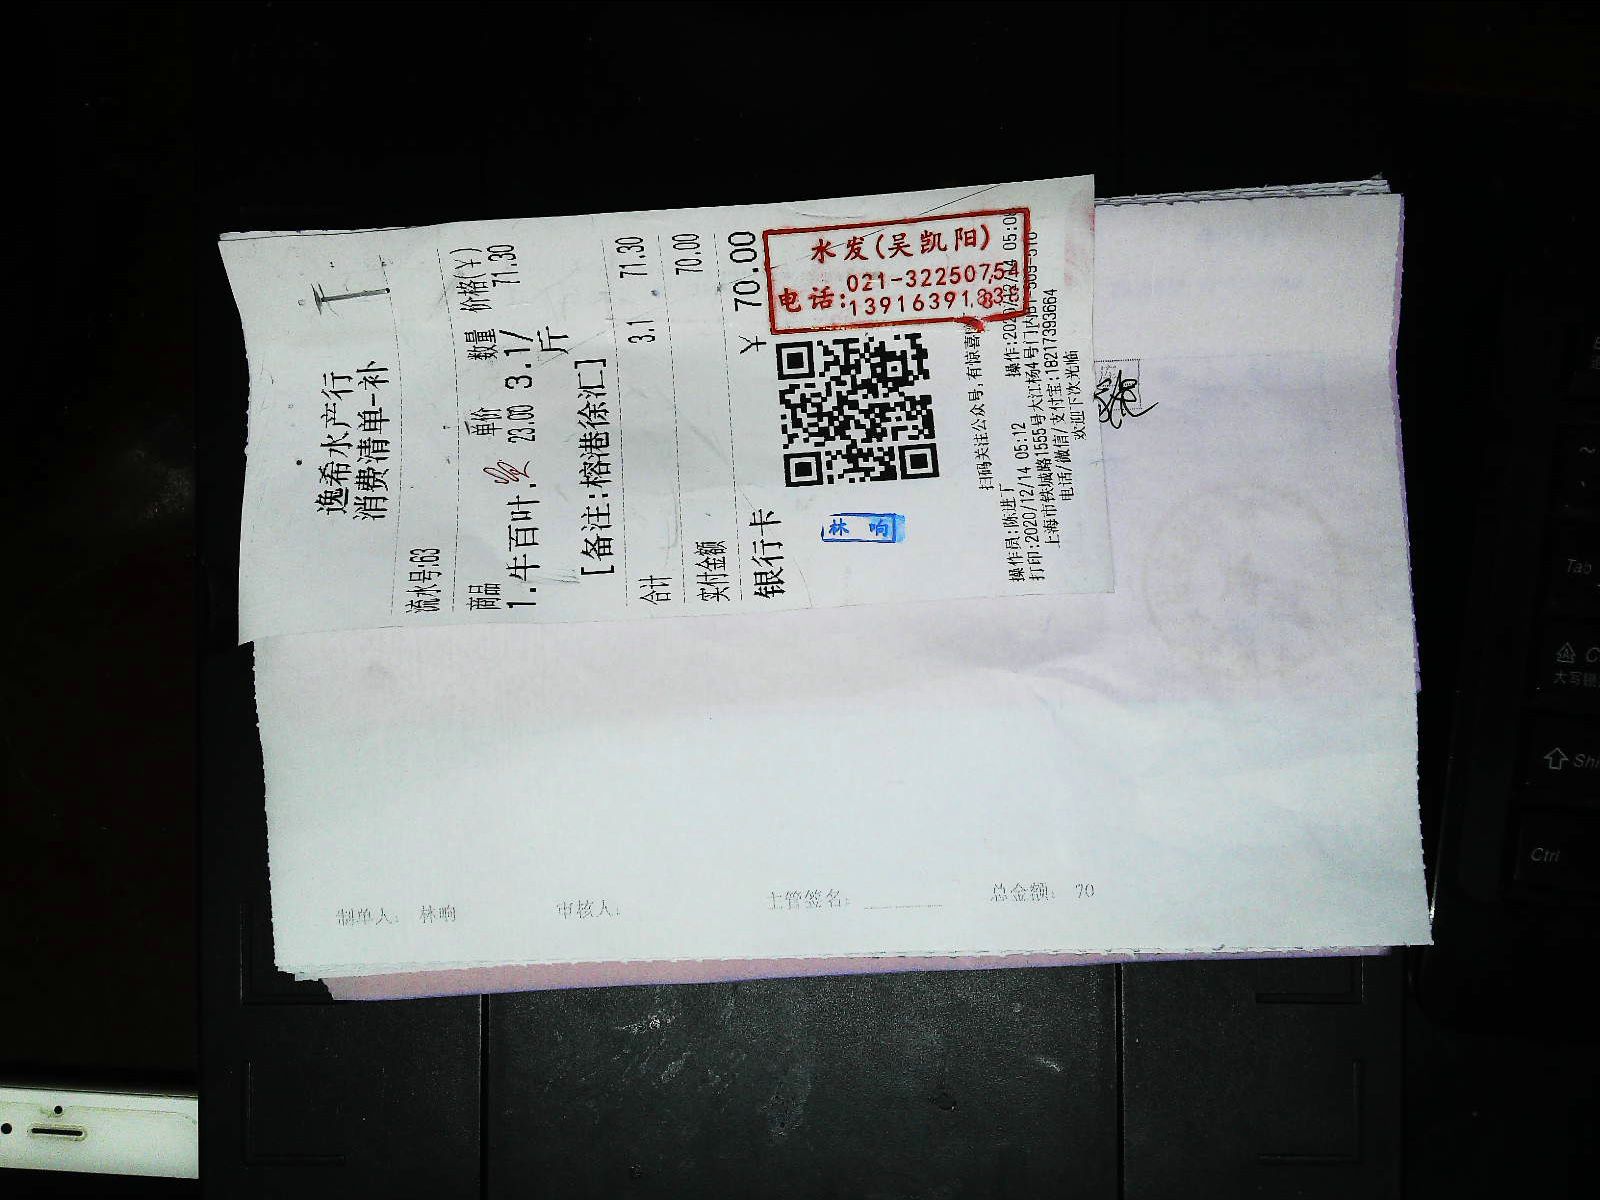 逸希水产行
消费清单-补
流水号:63
商品 单价 数量 价格(¥)
1.牛百叶. 23.00 3.1/斤 71.30
[备注:榕港徐汇]
合计 3.1 71.30
实付金额 70.00
银行卡 70.00
水发(吴凯阳)
021-32250754
电话:
林响
扫码关注公众号,有惊喜
操作员:陈进丁
打印:2020/12/14 05:12
上海市铁城路1555号大江杨4号门内
电话/微信/支付宝:18217393664
欢迎下次光临
制单人: 林响 审核人: 主管签名: 总金额: 70
Tab
Ctrl